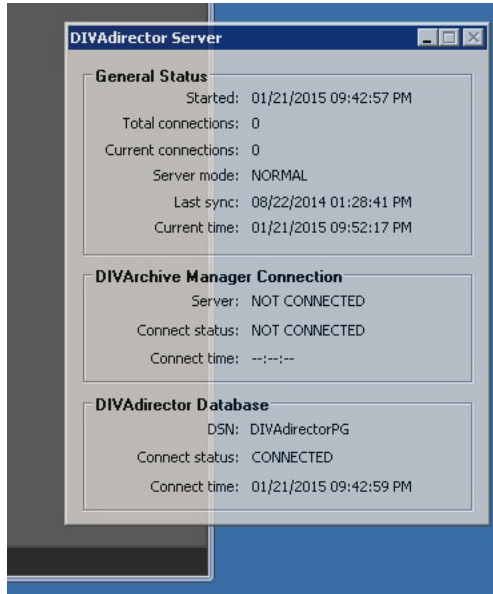 DIVAdirector Server
General Status
Started: 01/21/2015 09:42:57 PM
Total connections: 0
Current connections: 0
Server mode: NORMAL
Last sync: 08/22/2014 01:28:41 PM
Current time: 01/21/2015 09:52:17 PM
DIVArchive Manager Connection
Server: NOT CONNECTED
Connect status: NOT CONNECTED
Connect time: --:--:--
DIVAdirector Database
DSN: DIVAdirectorPG
Connect status: CONNECTED
Connect time: 01/21/2015 09:42:59 PM